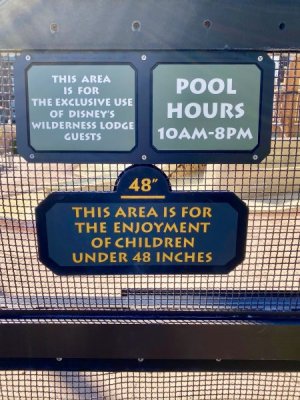 THIS AREA
IS FOR
THE EXCLUSIVE USE
OF DISNEY'S
WILDERNESS LODGE
GUESTS
POOL
HOURS
10AM-8PM
48"
THIS AREA IS FOR
THE ENJOYMENT
OF CHILDREN
UNDER 48 INCHES